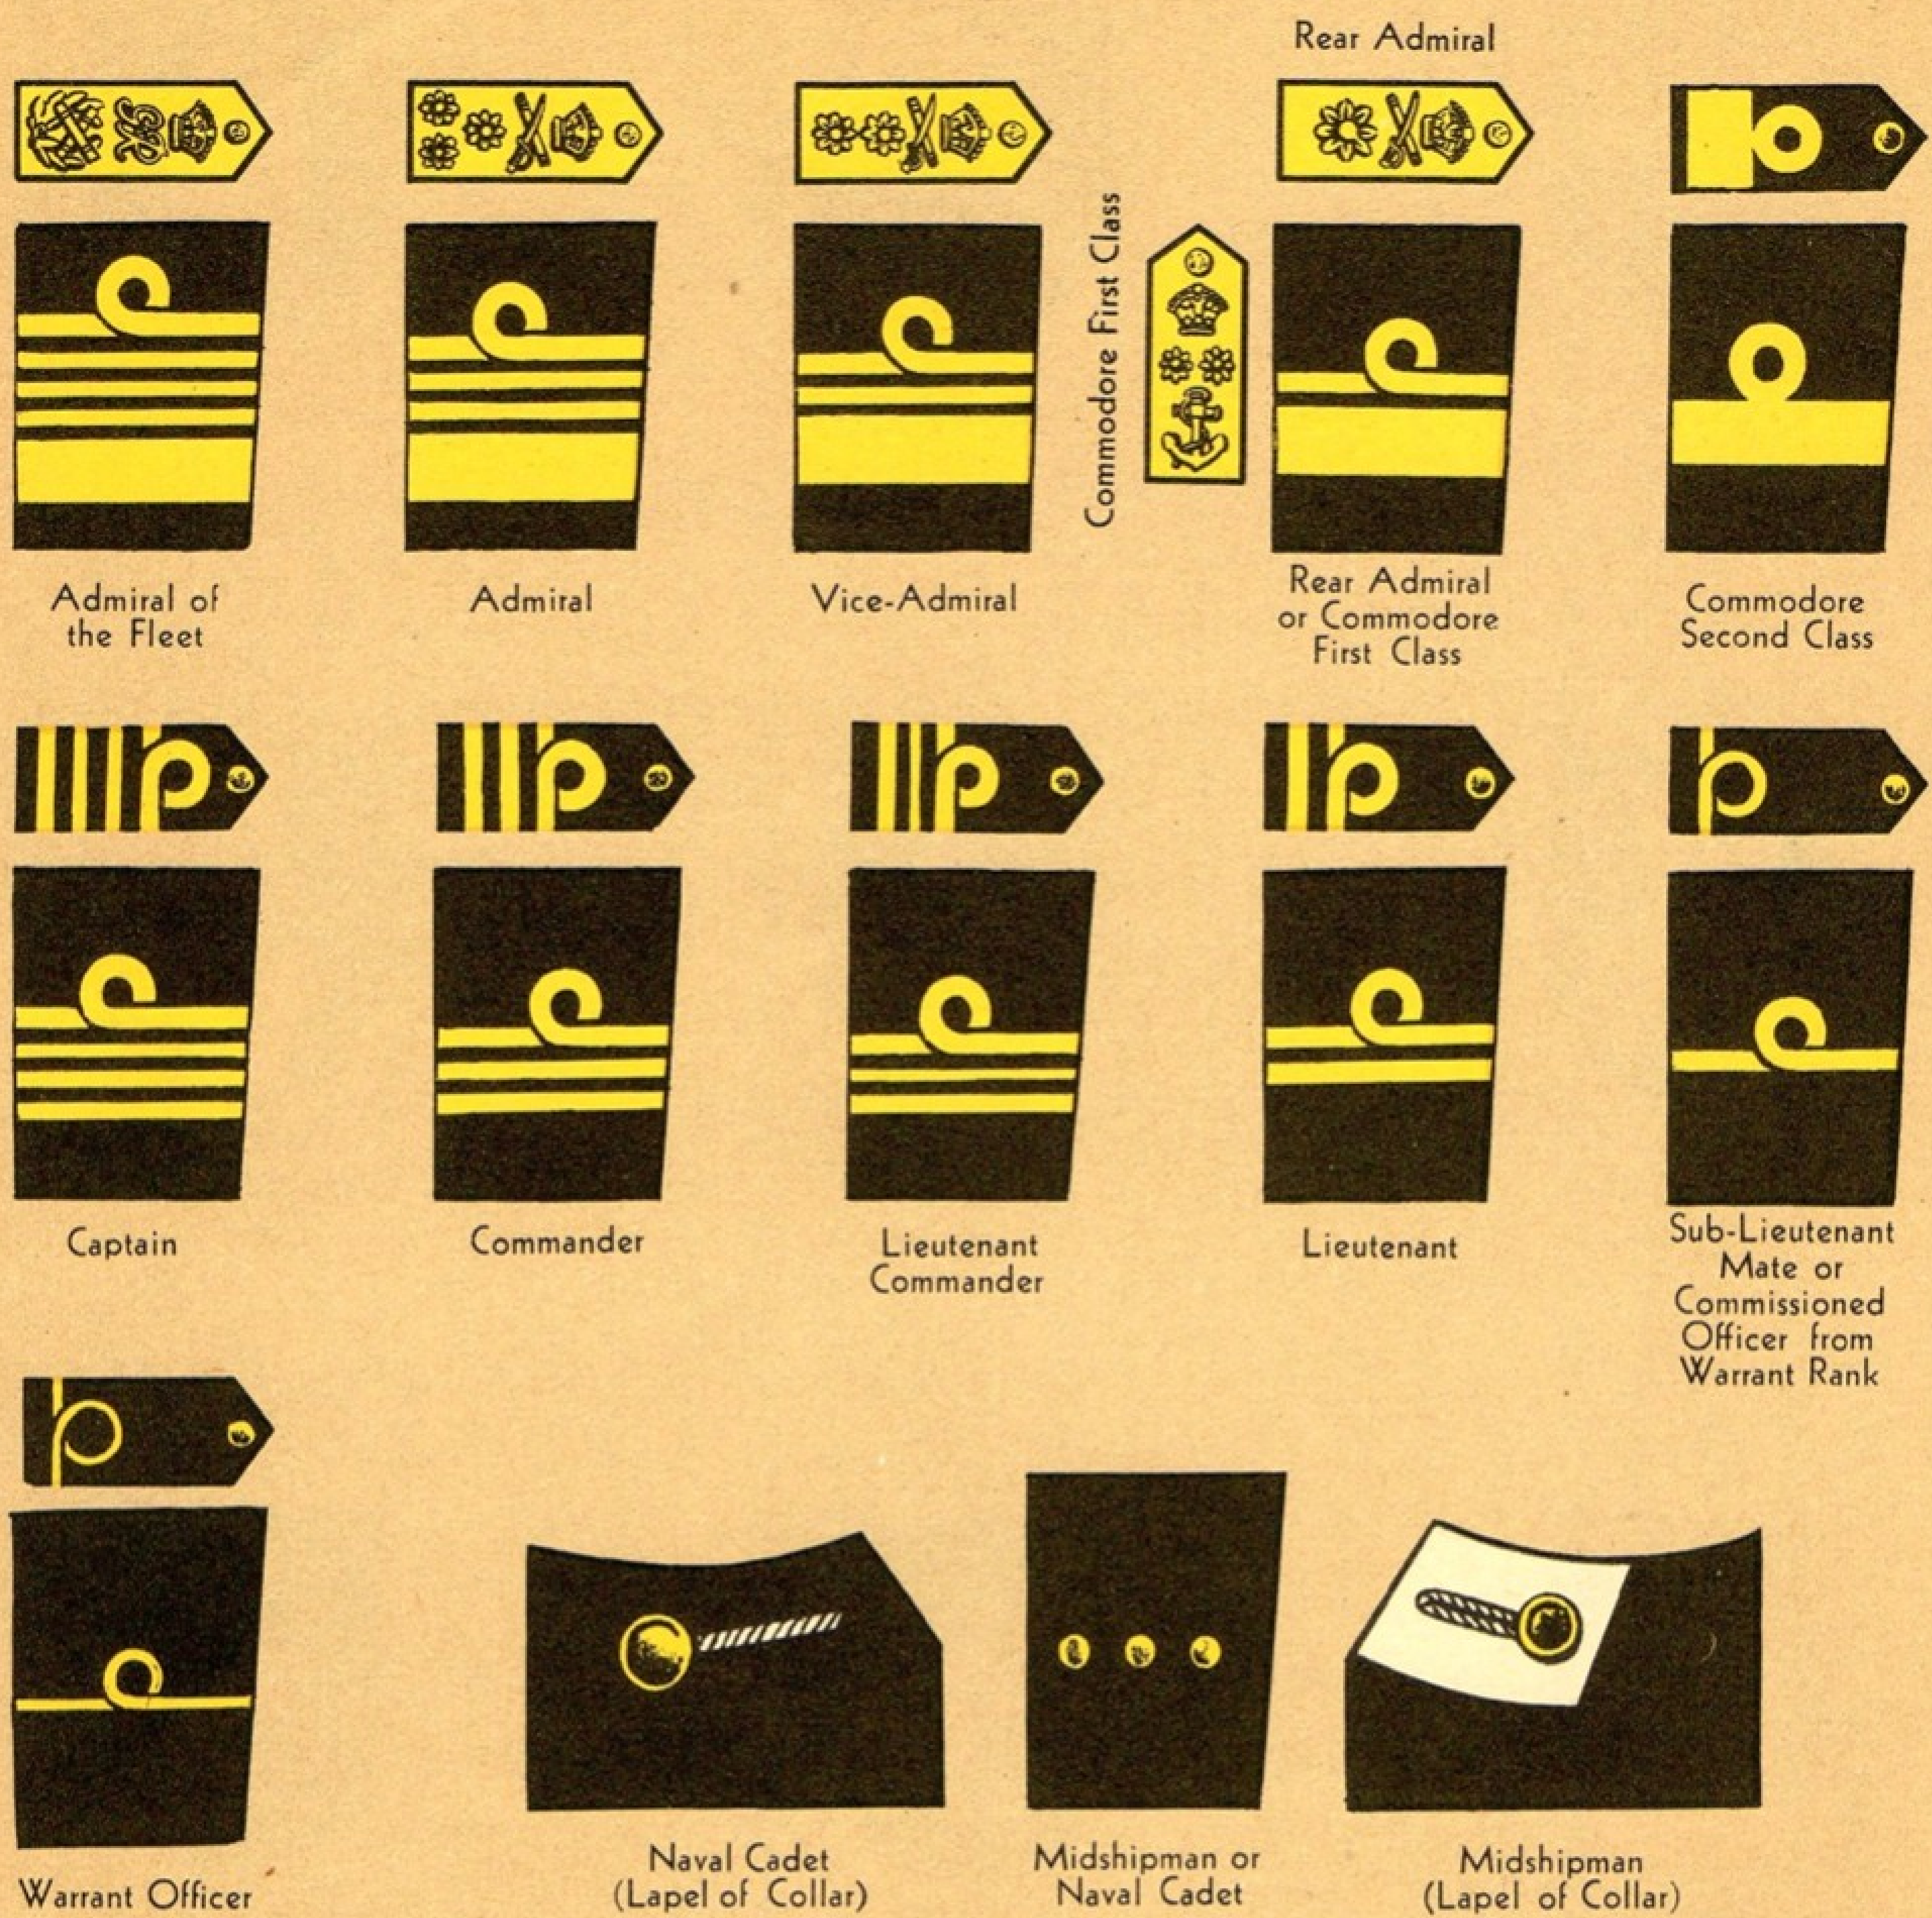 Rear Admiral
Commodore First Class
Admiral of
the Fleet
Admiral
Vice-Admiral
Rear Admiral
or Commodore
First Class
Commodore
Second Class
Captain
Commander
Lieutenant
Commander
Lieutenant
Sub-Lieutenant
Mate or
Commissioned
Officer from
Warrant Rank
Warrant Officer
Naval Cadet
(Lapel of Collar)
Midshipman or
Naval Cadet
Midshipman
(Lapel of Collar)